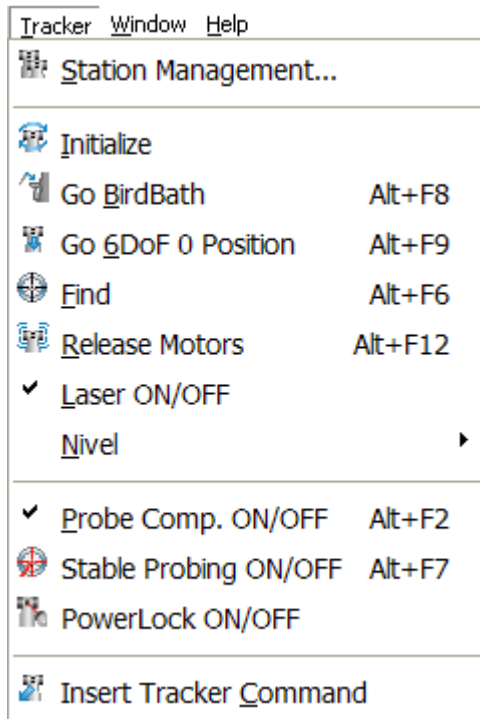 Tracker Window Help
Station Management...
Initialize
Go BirdBath Alt+F8
Go 6DoF 0 Position Alt+F9
Find Alt+F6
Release Motors Alt+F12
Laser ON/OFF
Nivel
Probe Comp. ON/OFF Alt+F2
Stable Probing ON/OFF Alt+F7
PowerLock ON/OFF
Insert Tracker Command